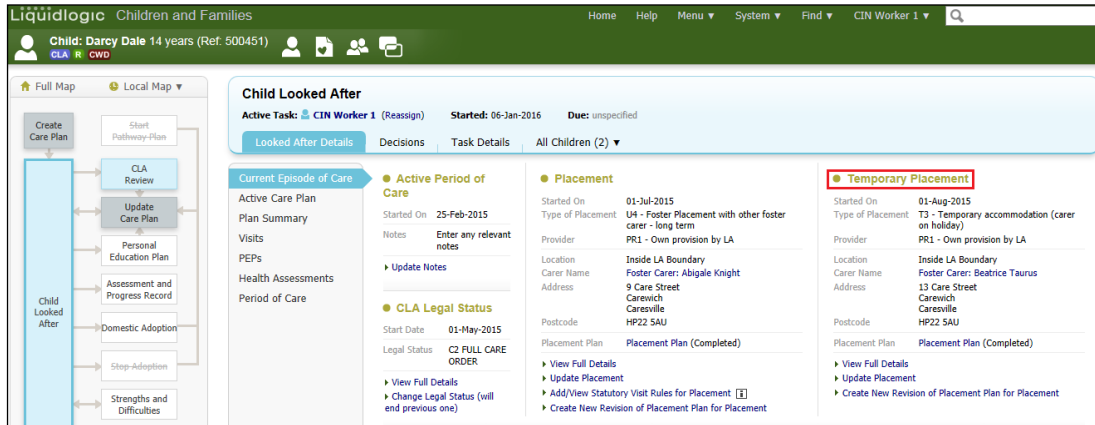 Liquidlogic Children and Families
Home Help Menu ▼ System ▼ Find ▼ CIN Worker 1 ▼
Child: Darcy Dale 14 years (Ref: 500451)
CLA R CWD
Full Map Local Map ▼
Create
Care Plan
Start
Pathway Plan
CLA
Review
Update
Care Plan
Personal
Education Plan
Assessment and
Progress Record
Child
Looked
After
Domestic Adoption
Stop Adoption
Strengths and
Difficulties
Child Looked After
Active Task: CIN Worker 1 (Reassign) Started: 06-Jan-2016 Due: unspecified
Looked After Details Decisions Task Details All Children (2) ▼
Current Episode of Care
Active Care Plan
Plan Summary
Visits
PEPs
Health Assessments
Period of Care
Active Period of
Care
Started On 25-Feb-2015
Notes Enter any relevant
notes
Update Notes
CLA Legal Status
Start Date 01-May-2015
Legal Status C2 FULL CARE
ORDER
View Full Details
Change Legal Status (will
end previous one)
Placement
Started On 01-Jul-2015
Type of Placement U4 - Foster Placement with other foster
carer - long term
Provider PR1 - Own provision by LA
Location Inside LA Boundary
Carer Name Foster Carer: Abigale Knight
Address 9 Care Street
Carewich
Caresville
Postcode HP22 5AU
Placement Plan Placement Plan (Completed)
View Full Details
Update Placement
Add/View Statutory Visit Rules for Placement i
Create New Revision of Placement Plan for Placement
Temporary Placement
Started On 01-Aug-2015
Type of Placement T3 - Temporary accommodation (carer
on holiday)
Provider PR1 - Own provision by LA
Location Inside LA Boundary
Carer Name Foster Carer: Beatrice Taurus
Address 13 Care Street
Carewich
Caresville
Postcode HP22 5AU
Placement Plan Placement Plan (Completed)
View Full Details
Update Placement
Create New Revision of Placement Plan for Placement